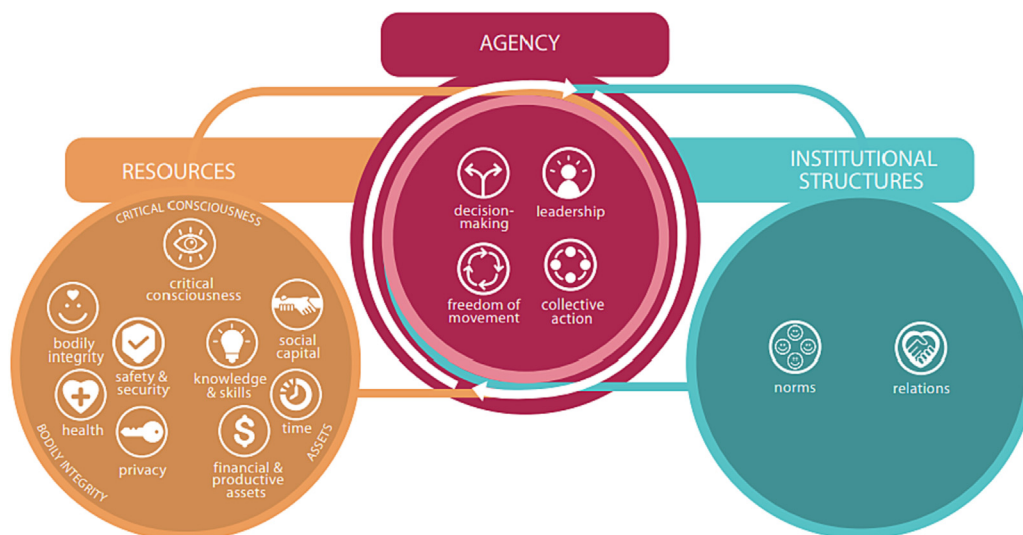 AGENCY
RESOURCES
INSTITUTIONAL
STRUCTURES
CRITICAL CONSCIOUSNESS
critical
consciousness
bodily
integrity
safety &
security
knowledge
& skills
social
capital
health
privacy
financial &
productive
assets
time
BODILY INTEGRITY
ASSETS
decision-
making
leadership
freedom of
movement
collective
action
norms
relations
$